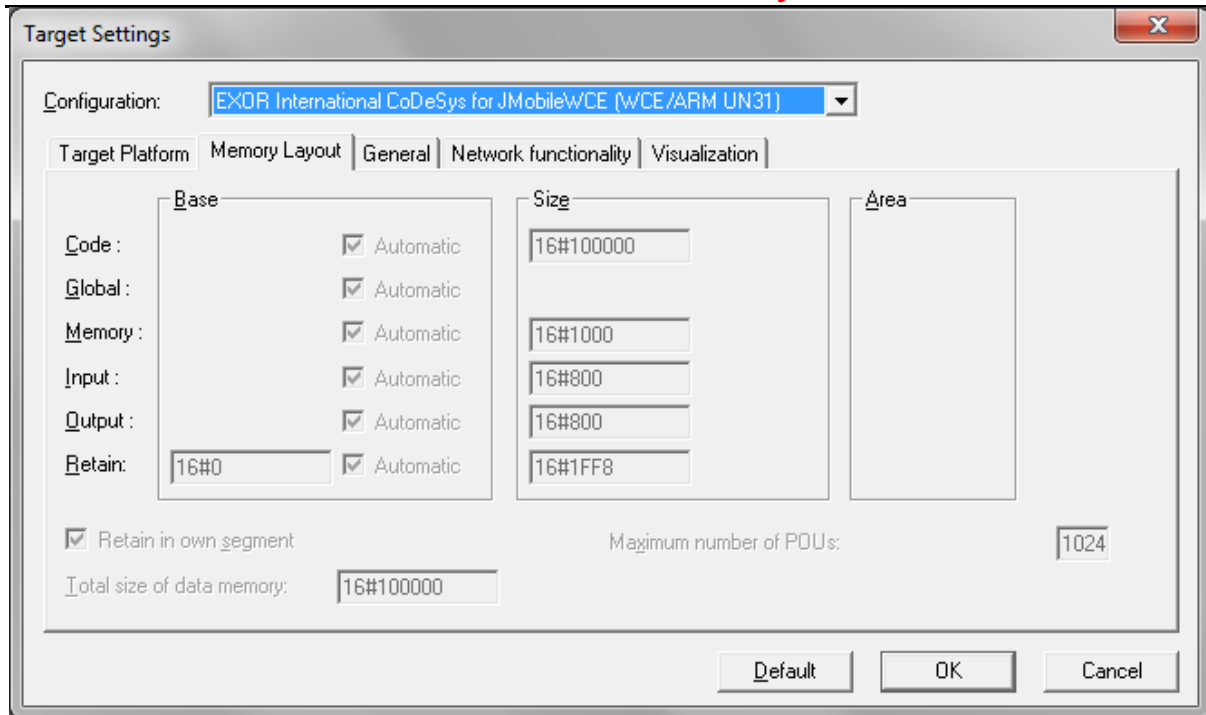 Target Settings
Configuration: EXOR International CoDeSys for JMobileWCE (WCE/ARM UN31)
Target Platform Memory Layout General Network functionality Visualization
Base Size Area
Code : Automatic 16#100000
Global : Automatic
Memory : Automatic 16#1000
Input : Automatic 16#800
Output : Automatic 16#800
Retain: 16#0 Automatic 16#1FF8
Retain in own segment Maximum number of POUs: 1024
Total size of data memory: 16#100000
Default OK Cancel